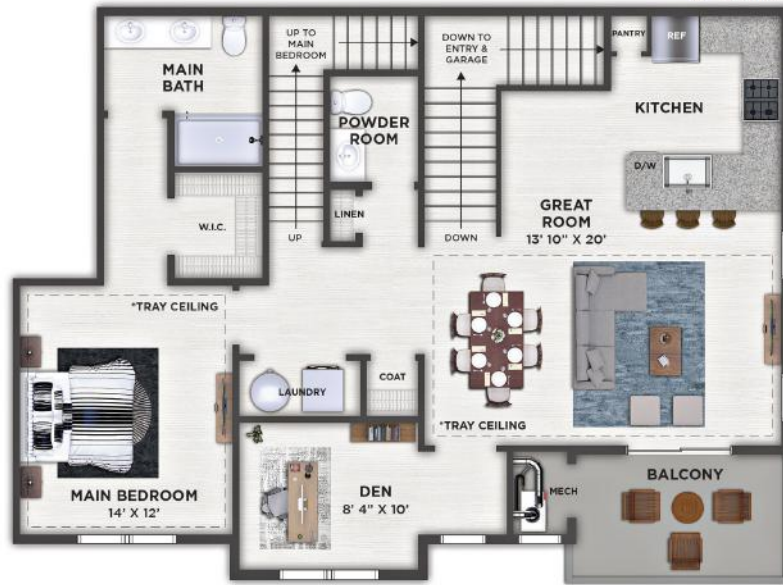 UP TO
MAIN
BEDROOM
DOWN TO
ENTRY &
GARAGE
PANTRY
REF
MAIN
BATH
KITCHEN
POWDER
ROOM
D/W
W.I.C.
LINEN
GREAT
ROOM
13' 10" X 20'
UP
DOWN
*TRAY CEILING
LAUNDRY
COAT
*TRAY CEILING
MAIN BEDROOM
14' X 12'
DEN
8' 4" X 10'
MECH
BALCONY